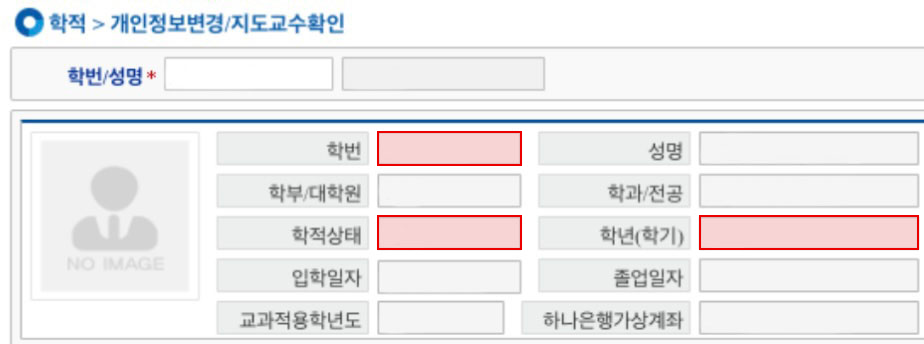 학적 > 개인정보변경/지도교수확인
학번/성명 *
학번 성명
학부/대학원 학과/전공
학적상태 학년(학기)
NO IMAGE
입학일자 졸업일자
교과적용학년도 하나은행가상계좌